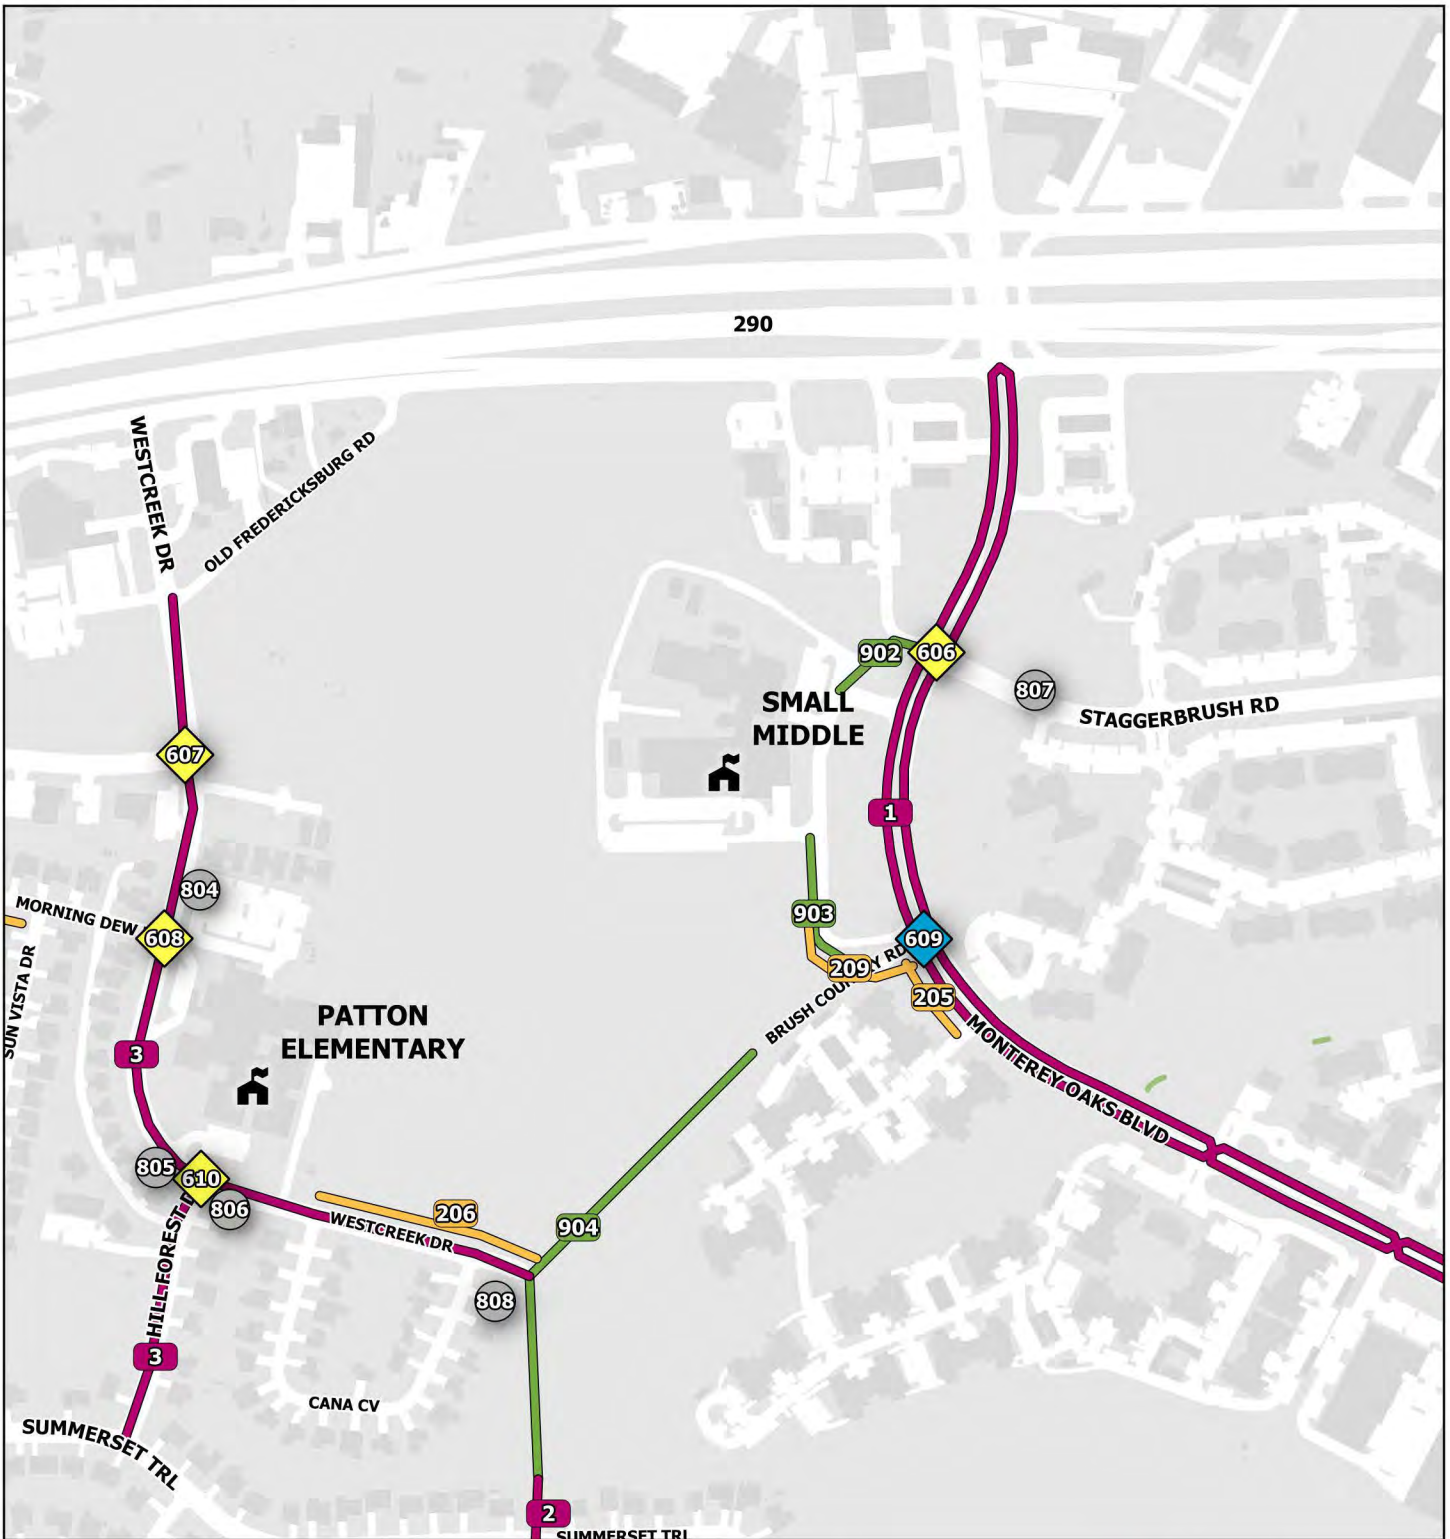 290
WESTCREEK DR
OLD FREDERICKSBURG RD
902
606
807
SMALL
MIDDLE
STAGGERBRUSH RD
607
1
804
MORNING DEW
608
903
609
SUN VISTA DR
209
BRUSH COUNTRY RD
205
PATTON
ELEMENTARY
MONTEREY OAKS BLVD
3
805
610
806
206
WESTCREEK DR
904
HILL FOREST
808
3
CANA CV
SUMMERSET TRL
2
SUMMERSET TRL